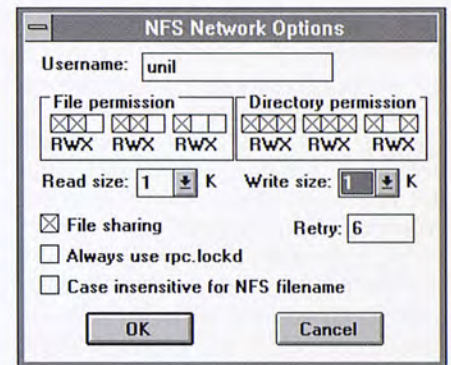 NFS Network Options
Username: unil
File permission Directory permission
RWX RWX RWX RWX RWX RWX
Read size: 1 K Write size: 1 K
File sharing Retry: 6
Always use rpc.lockd
Case insensitive for NFS filename
OK Cancel